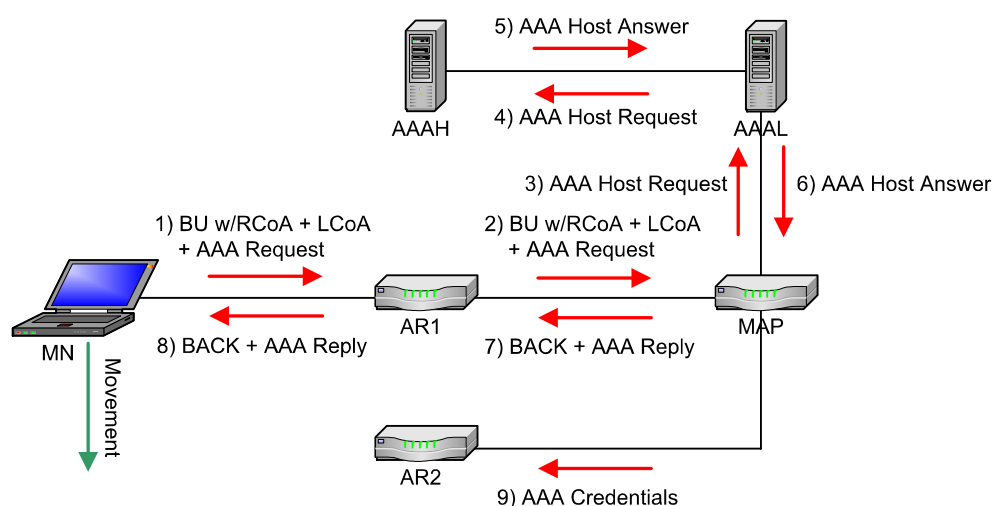 5) AAA Host Answer
4) AAA Host Request
AAAH
AAAL
3) AAA Host Request
6) AAA Host Answer
1) BU w/RCoA + LCoA
+ AAA Request
2) BU w/RCoA + LCoA
+ AAA Request
MN
AR1
MAP
8) BACK + AAA Reply
7) BACK + AAA Reply
Movement
AR2
9) AAA Credentials